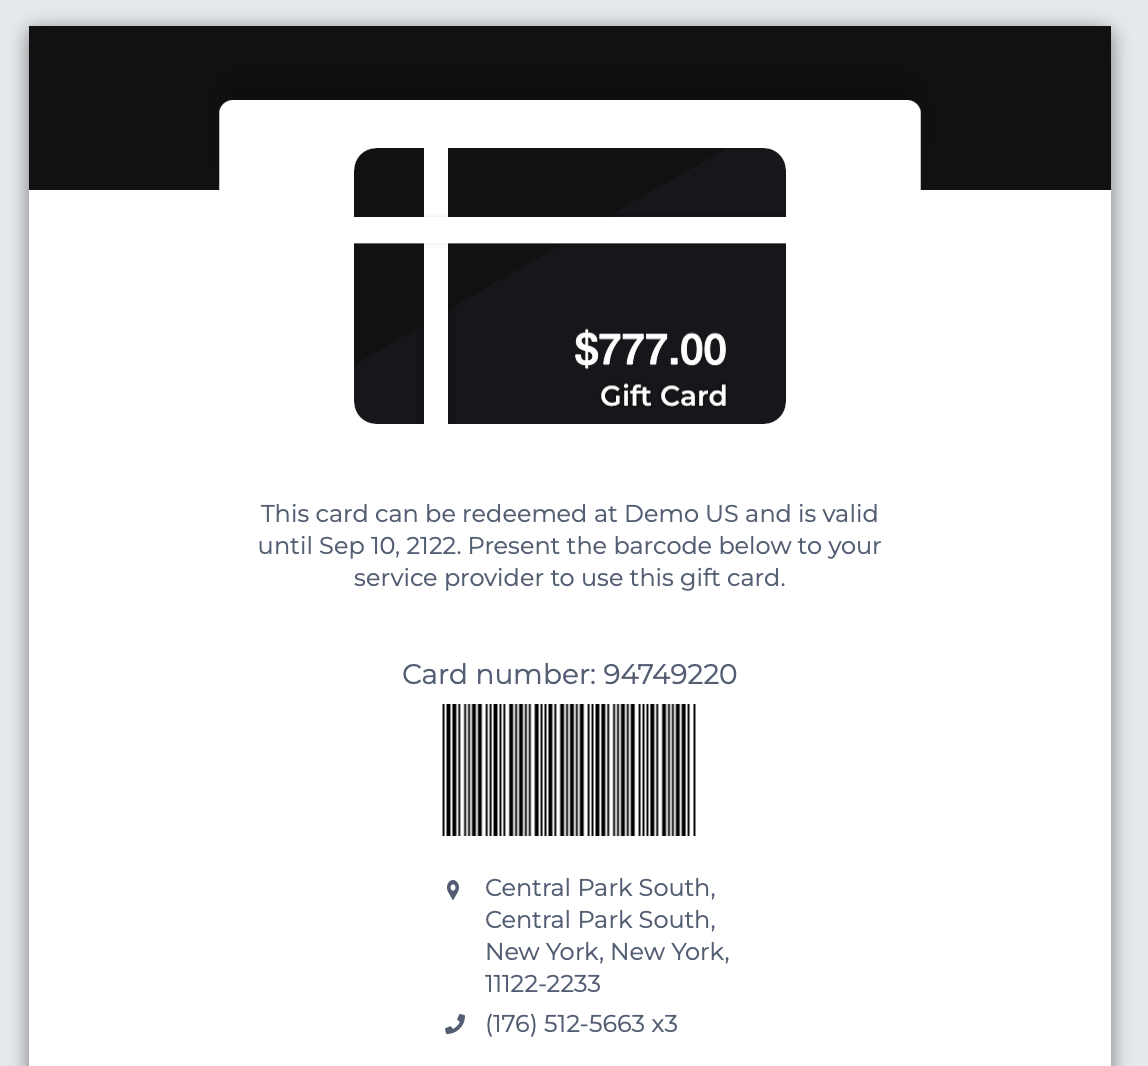 $777.00
Gift Card
This card can be redeemed at Demo US and is valid
until Sep 10, 2122. Present the barcode below to your
service provider to use this gift card.
Card number: 94749220
Central Park South,
Central Park South,
New York, New York,
11122-2233
(176) 512-5663 x3